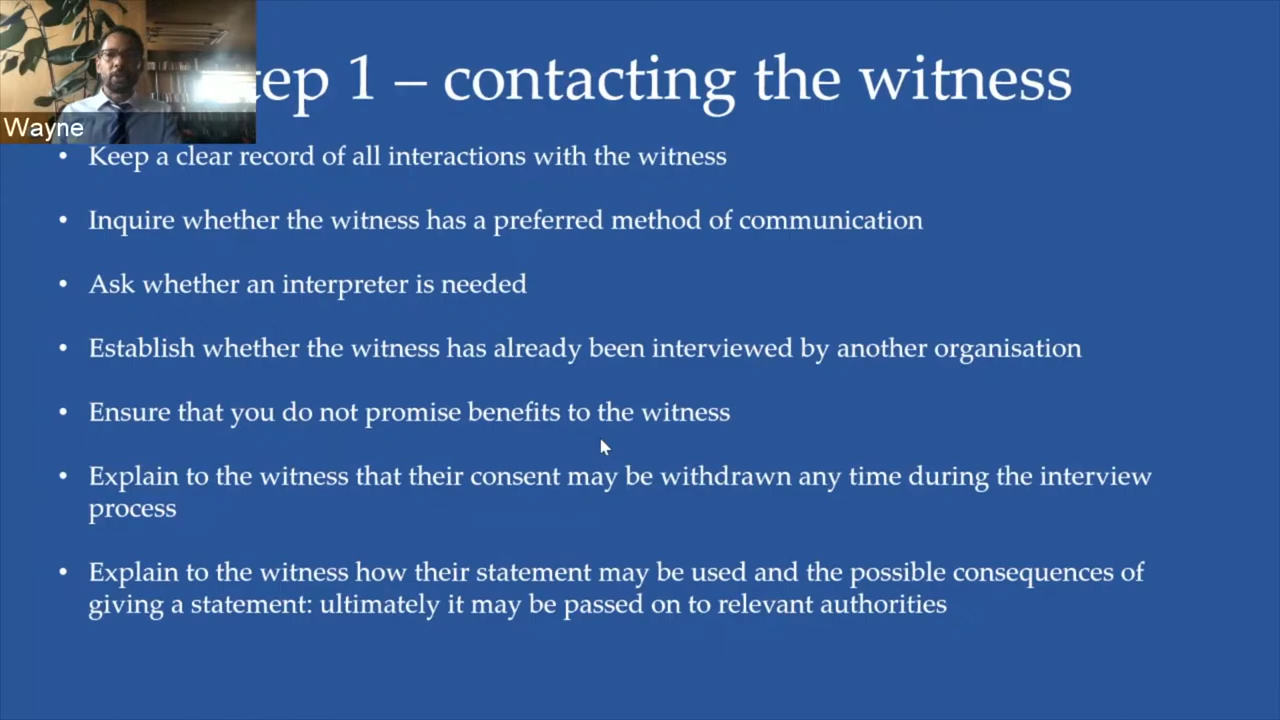 tep 1 – contacting the witness
Wayne
• Keep a clear record of all interactions with the witness
• Inquire whether the witness has a preferred method of communication
• Ask whether an interpreter is needed
• Establish whether the witness has already been interviewed by another organisation
• Ensure that you do not promise benefits to the witness
• Explain to the witness that their consent may be withdrawn any time during the interview
process
• Explain to the witness how their statement may be used and the possible consequences of
giving a statement: ultimately it may be passed on to relevant authorities